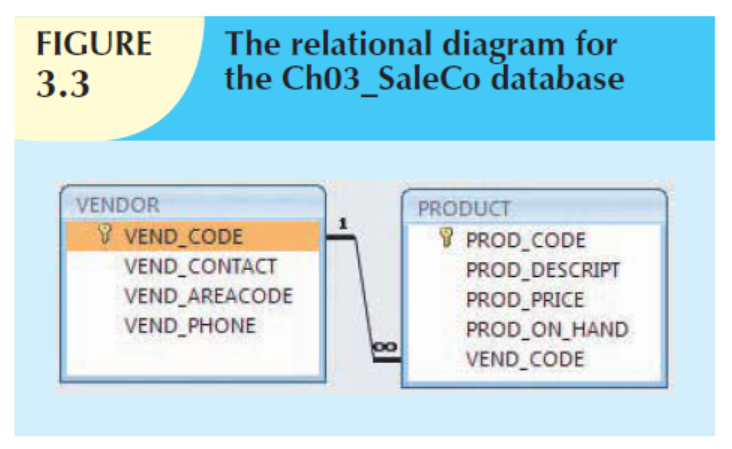 FIGURE
3.3
The relational diagram for
the Ch03_SaleCo database
VENDOR
VEND_CODE
VEND_CONTACT
VEND_AREACODE
VEND_PHONE
1
∞
PRODUCT
PROD_CODE
PROD_DESCRIPT
PROD_PRICE
PROD_ON_HAND
VEND_CODE